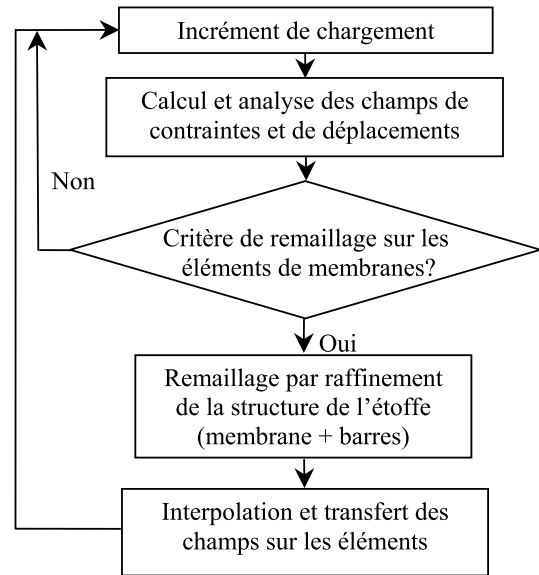 Incrément de chargement
Calcul et analyse des champs de
contraintes et de déplacements
Non
Critère de remaillage sur les
éléments de membranes?
Oui
Remaillage par raffinement
de la structure de l’étoffe
(membrane + barres)
Interpolation et transfert des
champs sur les éléments